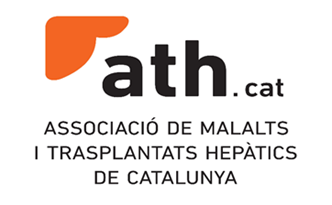 ath.cat
ASSOCIACIÓ DE MALALTS
I TRASPLANTATS HEPÀTICS
DE CATALUNYA